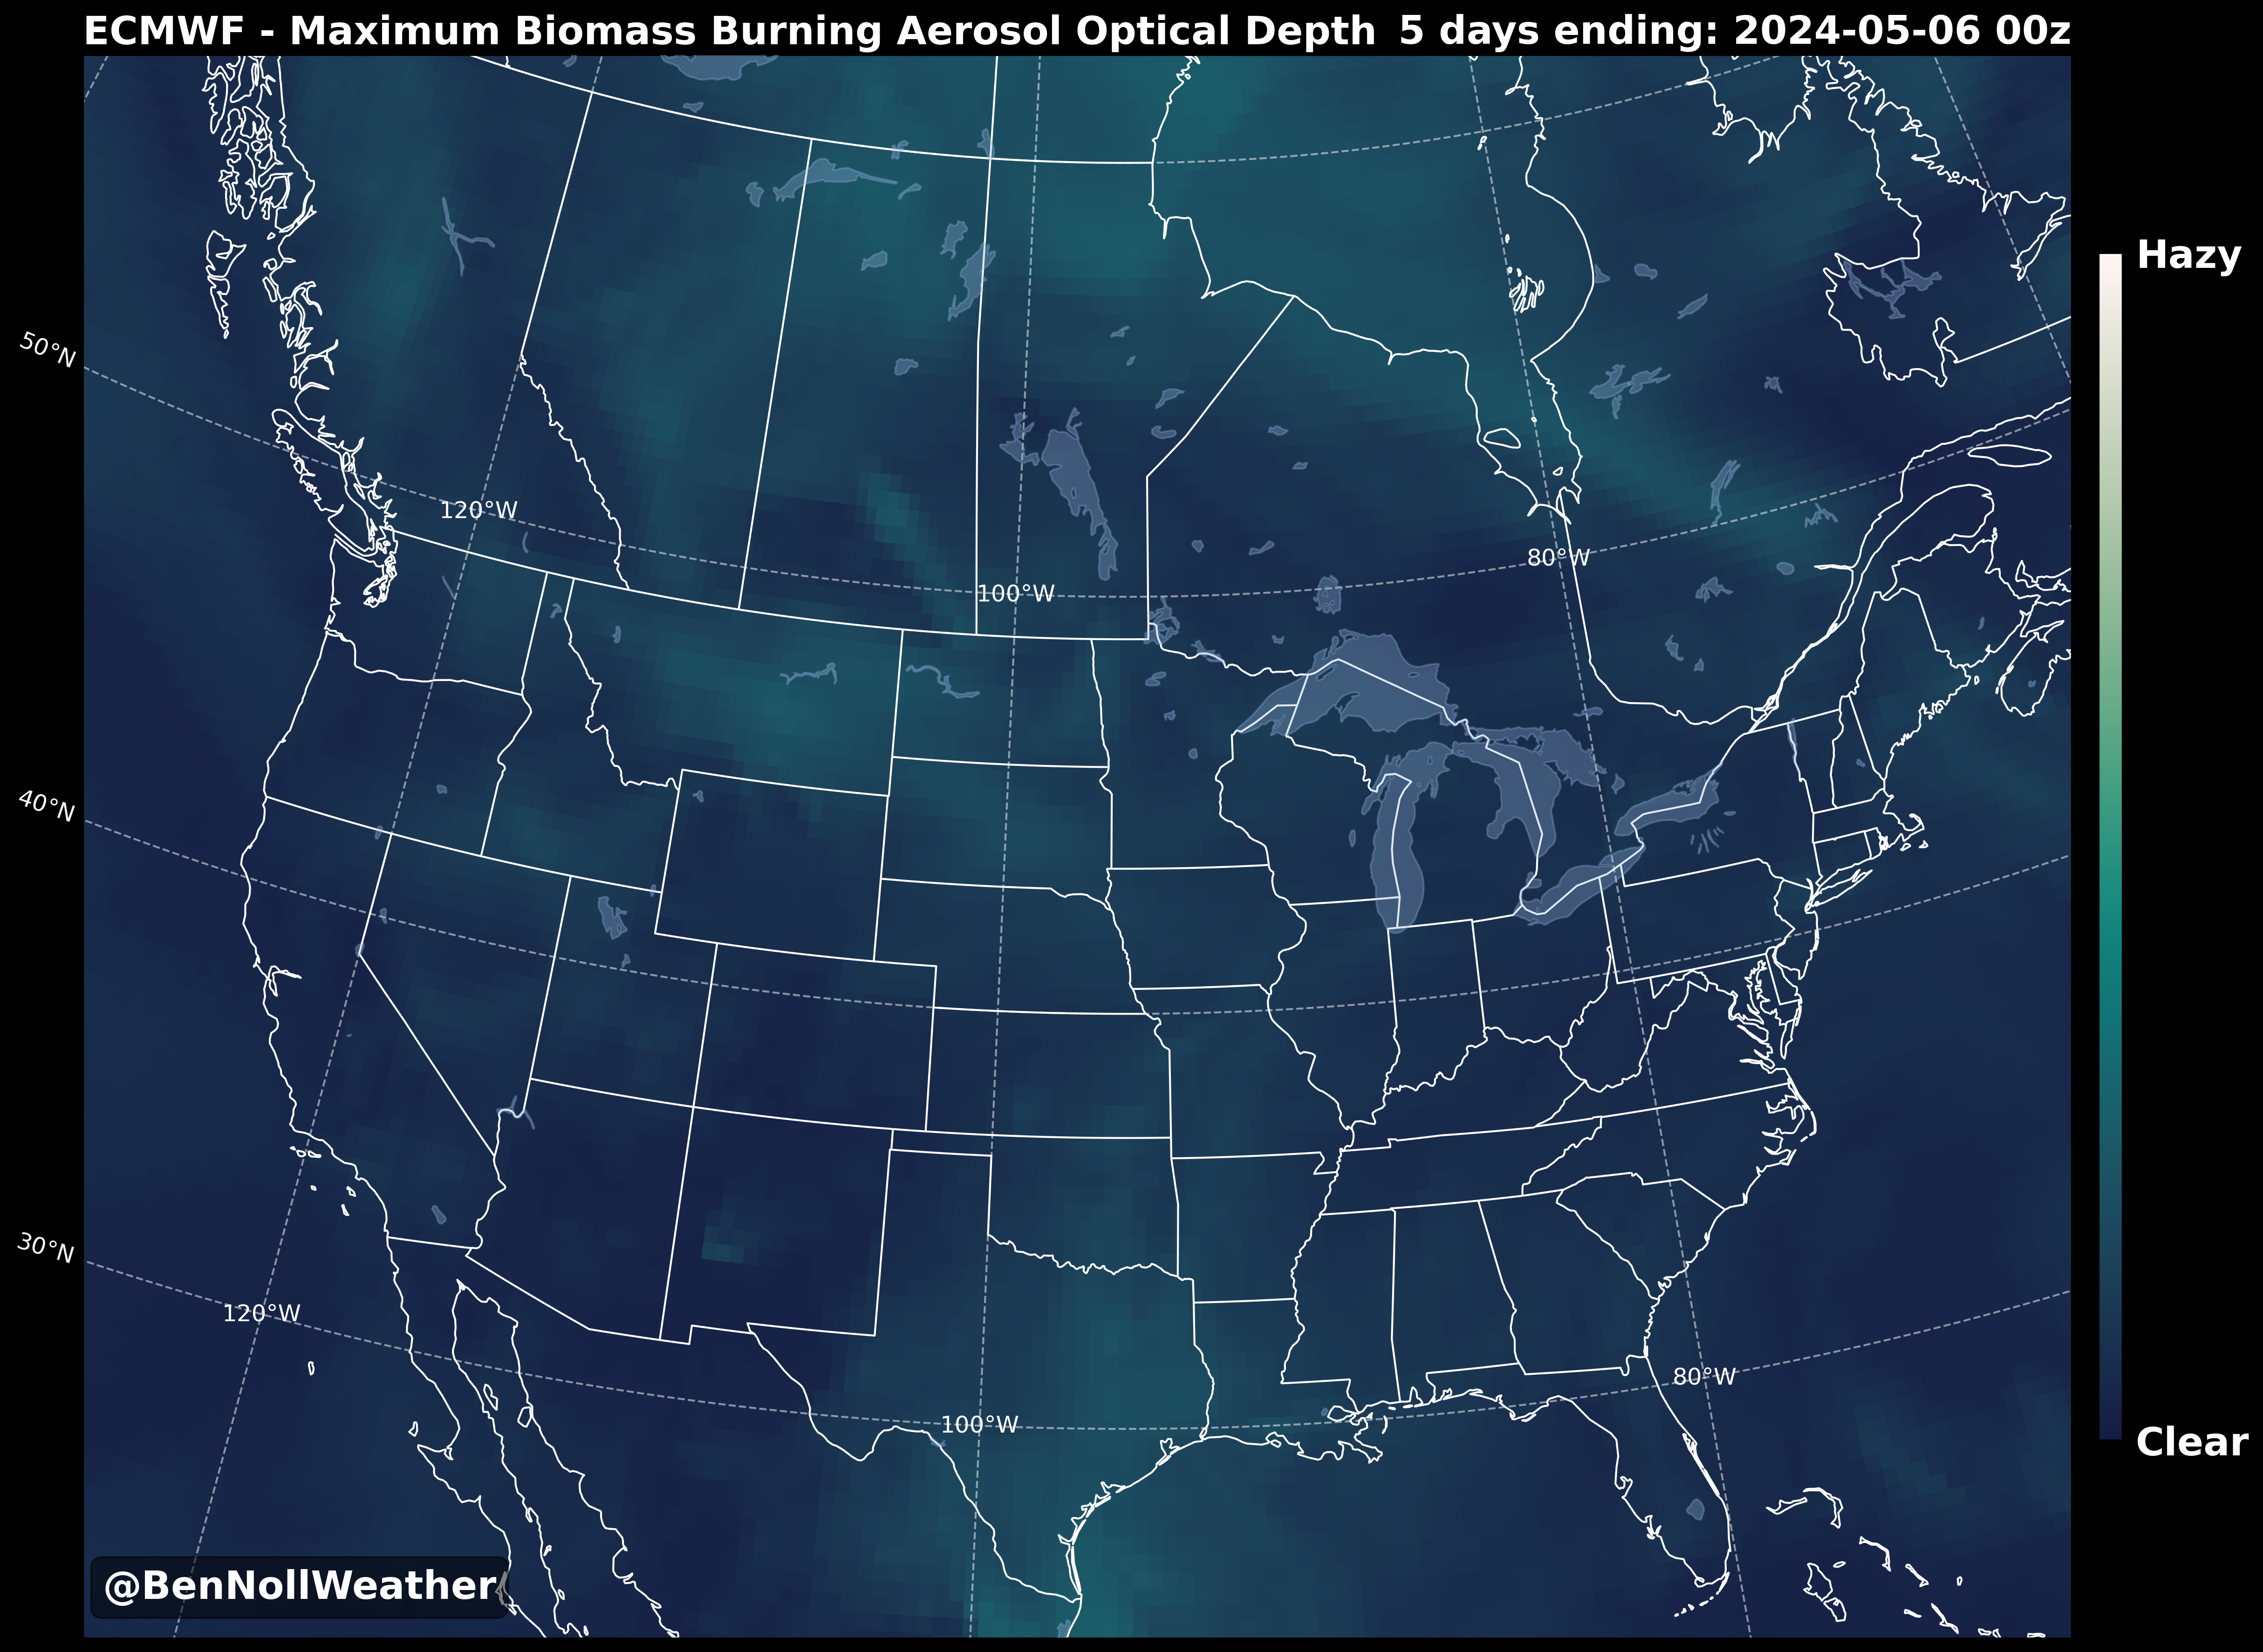 ECMWF - Maximum Biomass Burning Aerosol Optical Depth 5 days ending: 2024-05-06 00z
Hazy
50°N
120°W
80°W
100°W
40°N
30°N
120°W
80°W
100°W
Clear
@BenNollWeather